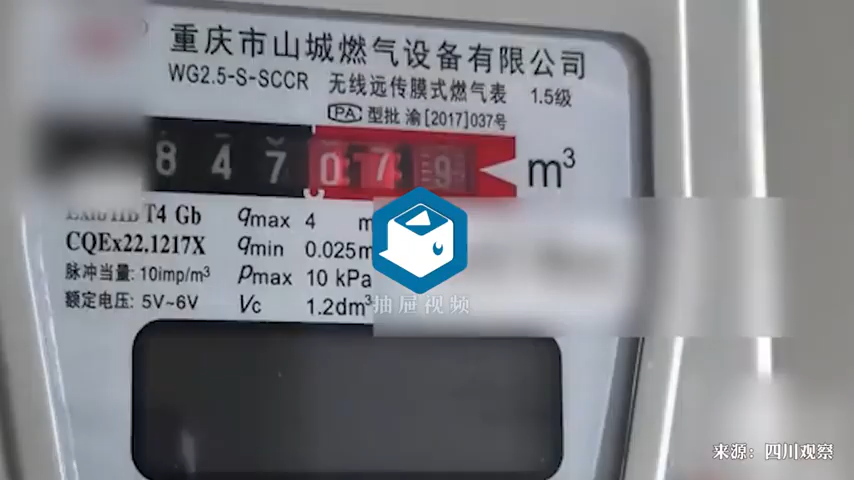 重庆市山城燃气设备有限公司
WG2.5-S-SCCR 无线远传膜式燃气表 1.5级
PA 型批 渝[2017]037号
8 4 7 0 7 9 m³
ExibIIB T4 Gb qmax 4 m
CQEx22.1217X qmin 0.025m
脉冲当量: 10imp/m³ pmax 10 kPa
额定电压: 5V~6V Vc 1.2dm³
抽屉视频
来源：四川观察